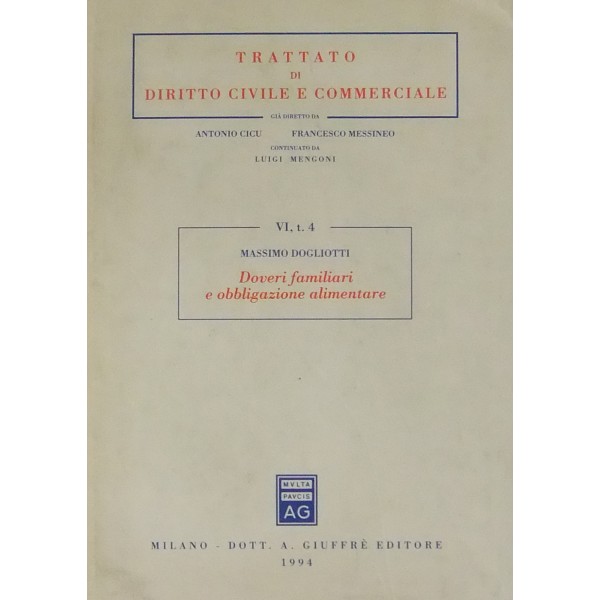 TRATTATO
DI
DIRITTO CIVILE E COMMERCIALE
GIÀ DIRETTO DA
ANTONIO CICU FRANCESCO MESSINEO
CONTINUATO DA
LUIGI MENGONI
VI, t. 4
MASSIMO DOGLIOTTI
Doveri familiari
e obbligazione alimentare
MVLTA
PAVCIS
AG
MILANO - DOTT. A. GIUFFRÈ EDITORE
1994